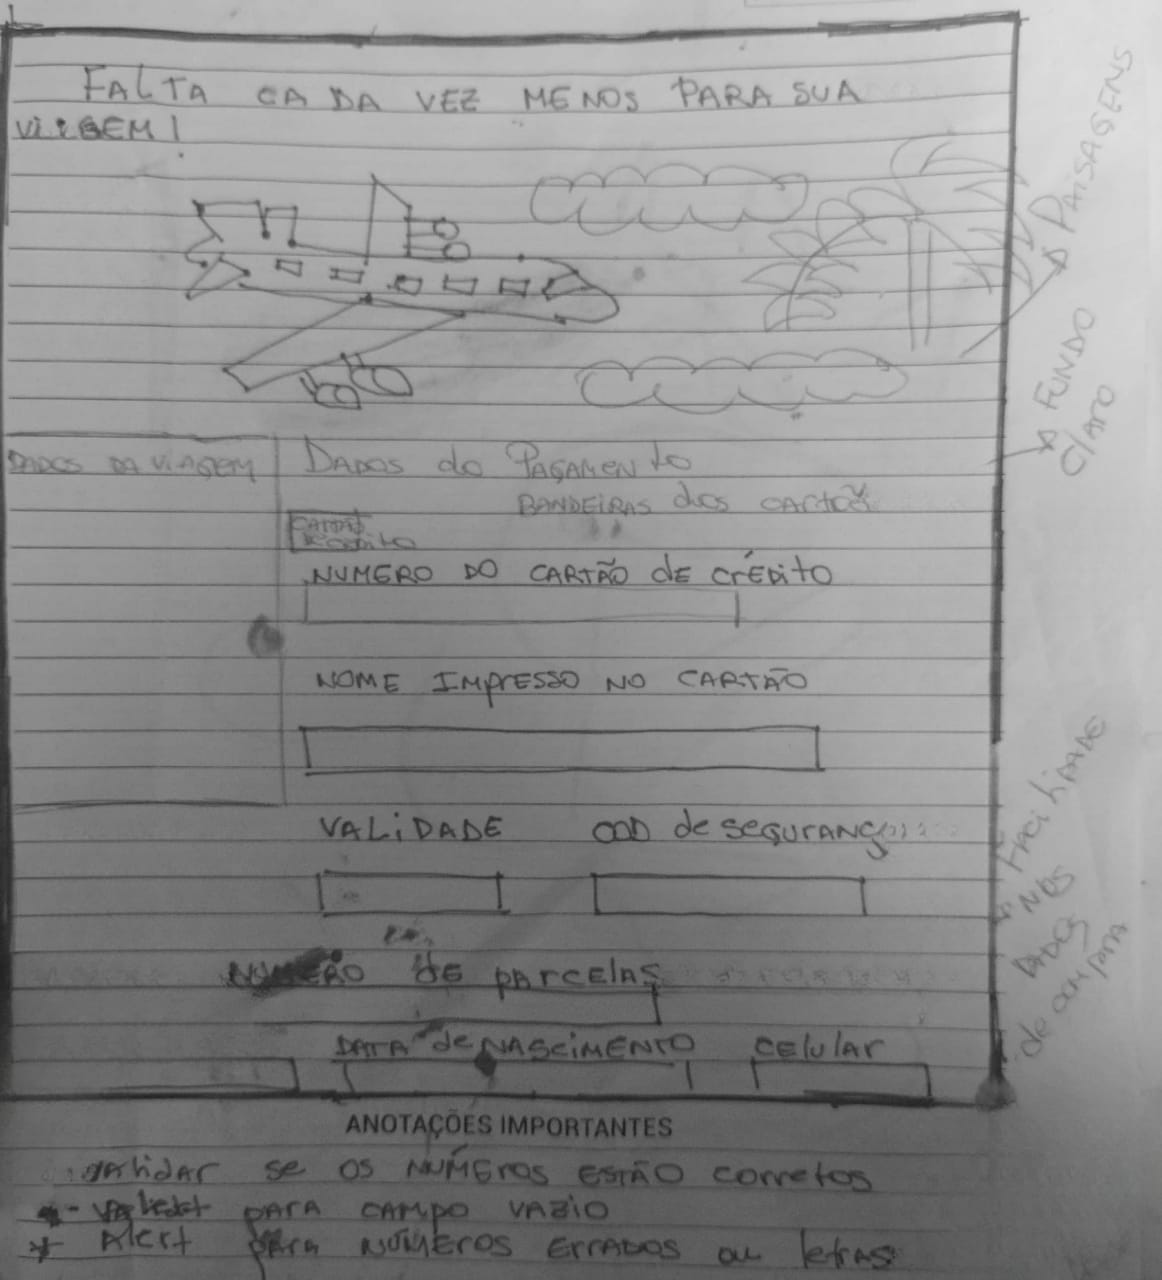 FALTA CADA VEZ MENOS PARA SUA
VIAGEM!
PAISAGENS
FUNDO
CLARO
DADOS DA VIAGEM
DADOS do PAGAMENTO
BANDEIRAS dos cartões
CARTÃO
NUMERO DO CARTÃO dE CRÉDITO
NOME IMPRESSO NO CARTÃO
VALIDADE COD de SEGURANÇA
FACILIDADE
NOS
DADOS
de compra
NUMERO de parcelas
DATA de NASCIMENTO CElular
ANOTAÇÕES IMPORTANTES
validar se OS NUMÉROS ESTÃO corretos
PARA CAMPO VAZIO
Alert para NÚMEROS ERRADOS ou letras